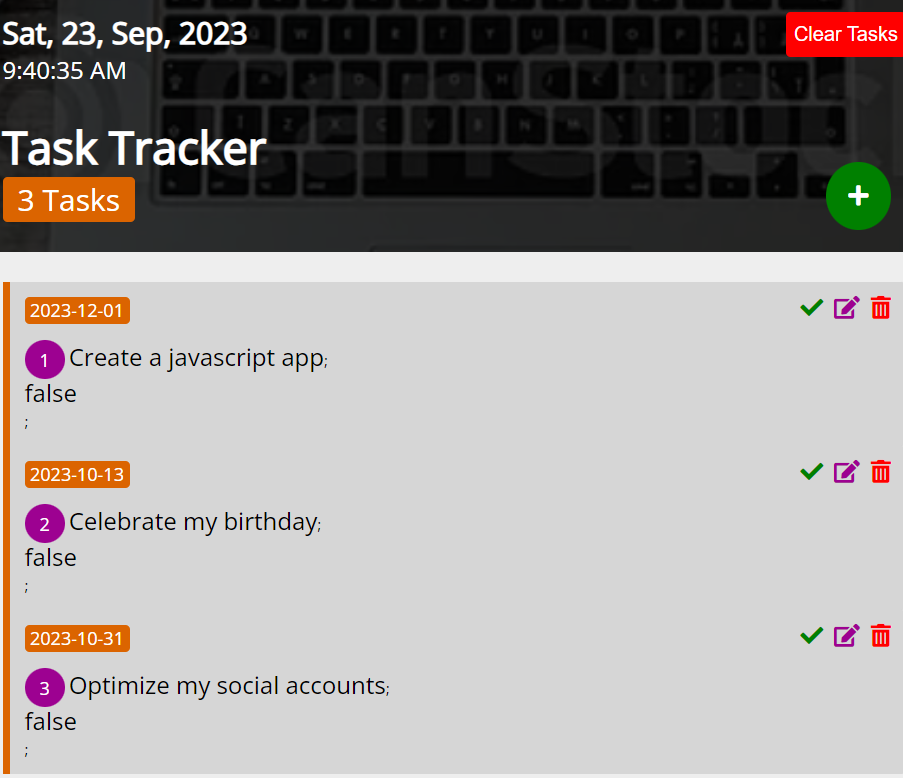 Sat, 23, Sep, 2023
Clear Tasks
9:40:35 AM
Task Tracker
3 Tasks
+
2023-12-01
1 Create a javascript app;
false
;
2023-10-13
2 Celebrate my birthday;
false
;
2023-10-31
3 Optimize my social accounts;
false
;